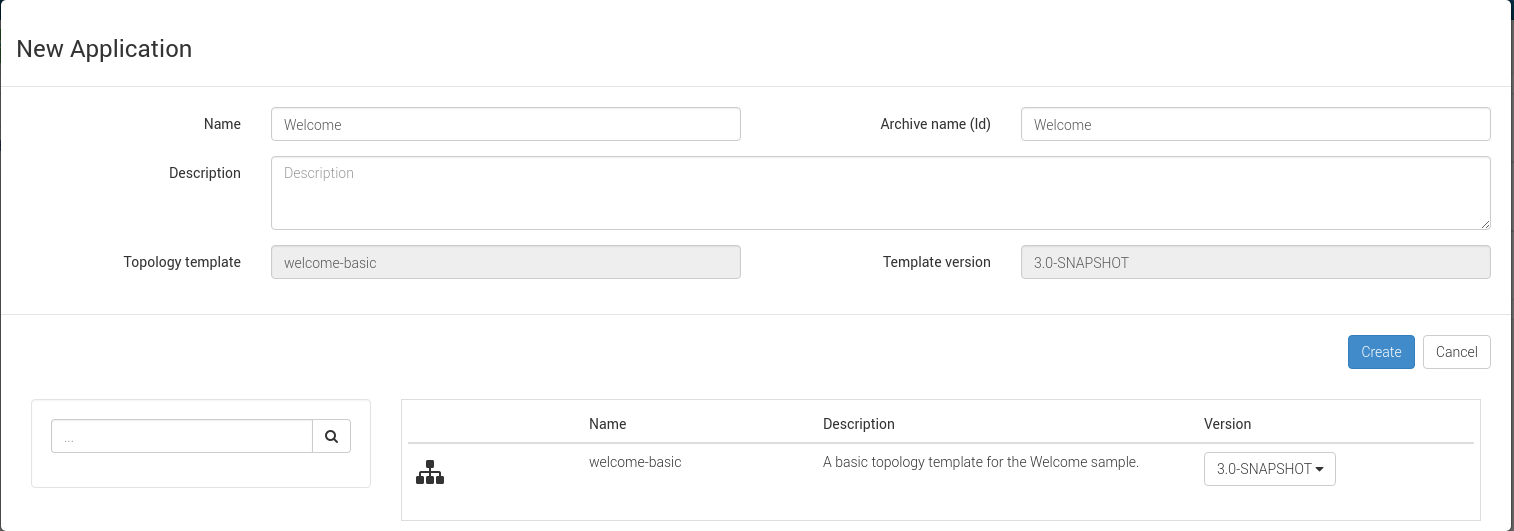 New Application
Name Welcome Archive name (Id) Welcome
Description Description
Topology template welcome-basic Template version 3.0-SNAPSHOT
Create Cancel
...
Name Description Version
welcome-basic A basic topology template for the Welcome sample. 3.0-SNAPSHOT